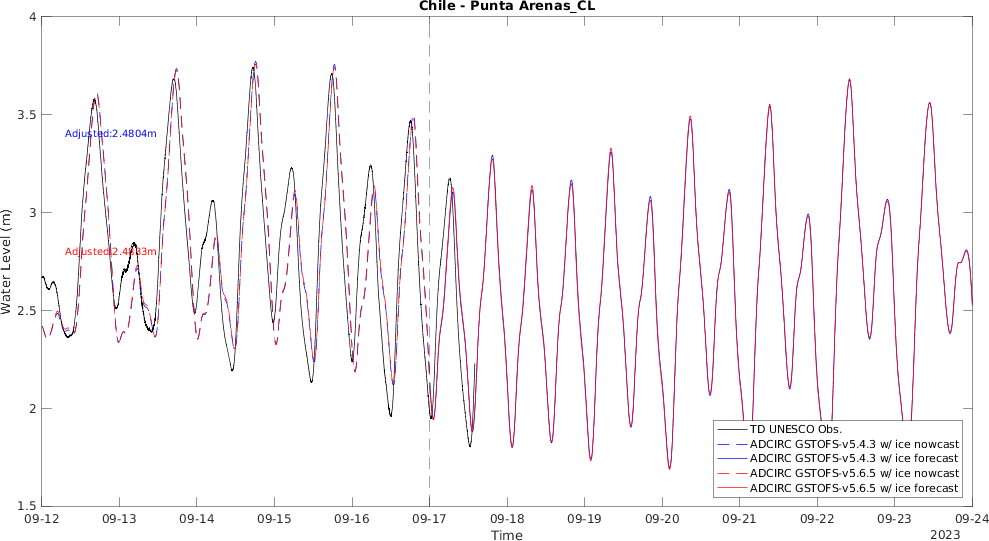 Chile - Punta Arenas_CL
4
3.5
3
2.5
2
1.5
Water Level (m)
Adjusted:2.4804m
Adjusted:2.4933m
TD UNESCO Obs.
ADCIRC GSTOFS-v5.4.3 w/ ice nowcast
ADCIRC GSTOFS-v5.4.3 w/ ice forecast
ADCIRC GSTOFS-v5.6.5 w/ ice nowcast
ADCIRC GSTOFS-v5.6.5 w/ ice forecast
09-12 09-13 09-14 09-15 09-16 09-17 09-18 09-19 09-20 09-21 09-22 09-23 09-24
Time
2023